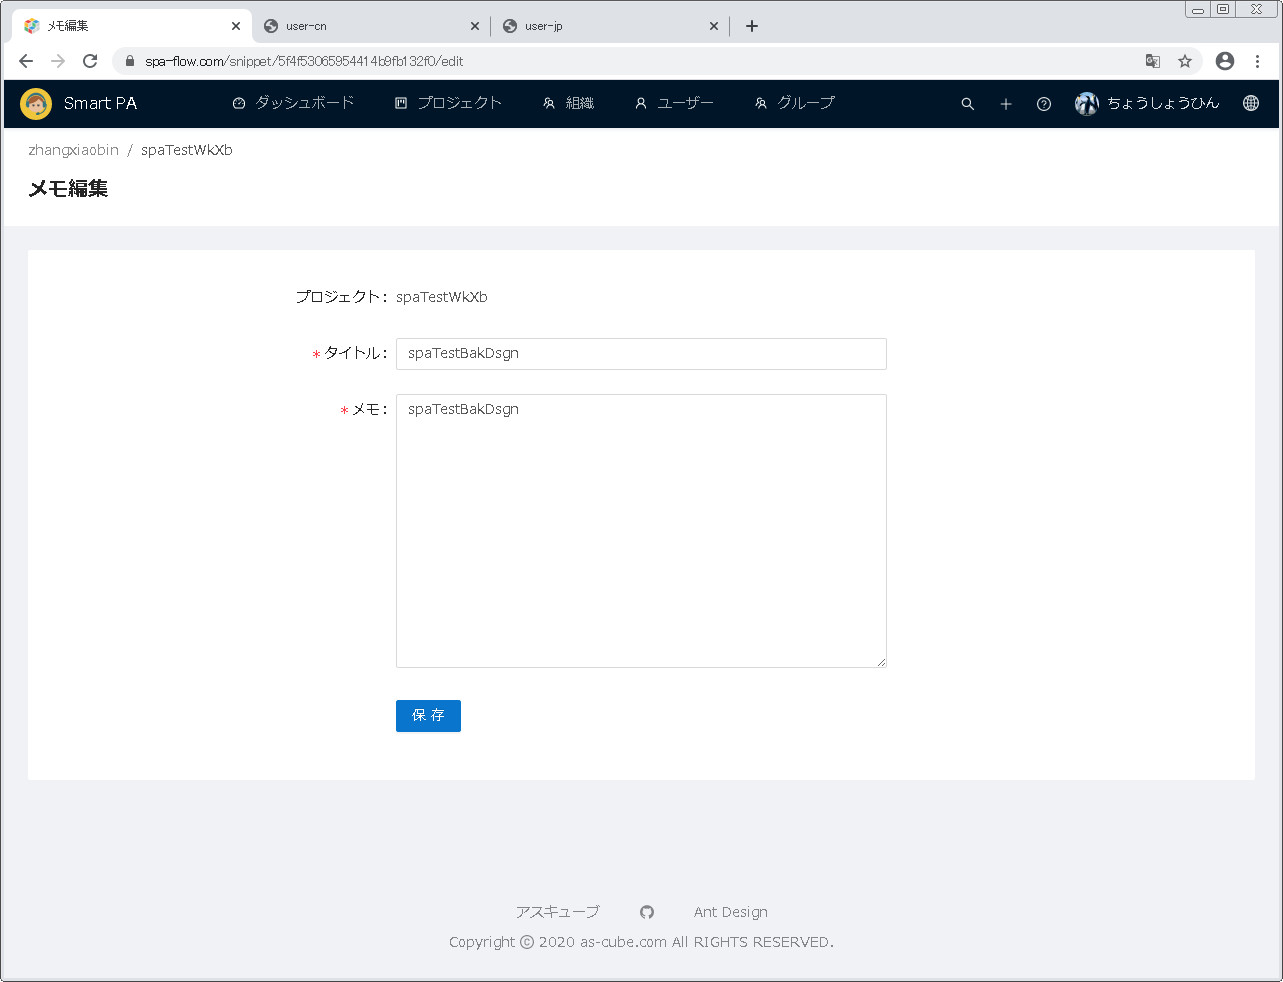 メモ編集
user-cn
user-jp
spa-flow.com/snippet/5f4f53065954414b9fb132f0/edit
Smart PA ダッシュボード プロジェクト 組織 ユーザー グループ ちょうしょうひん
zhangxiaobin / spaTestWkXb
メモ編集
プロジェクト: spaTestWkXb
* タイトル: spaTestBakDsgn
* メモ: spaTestBakDsgn
保 存
アスキューブ Ant Design
Copyright © 2020 as-cube.com All RIGHTS RESERVED.